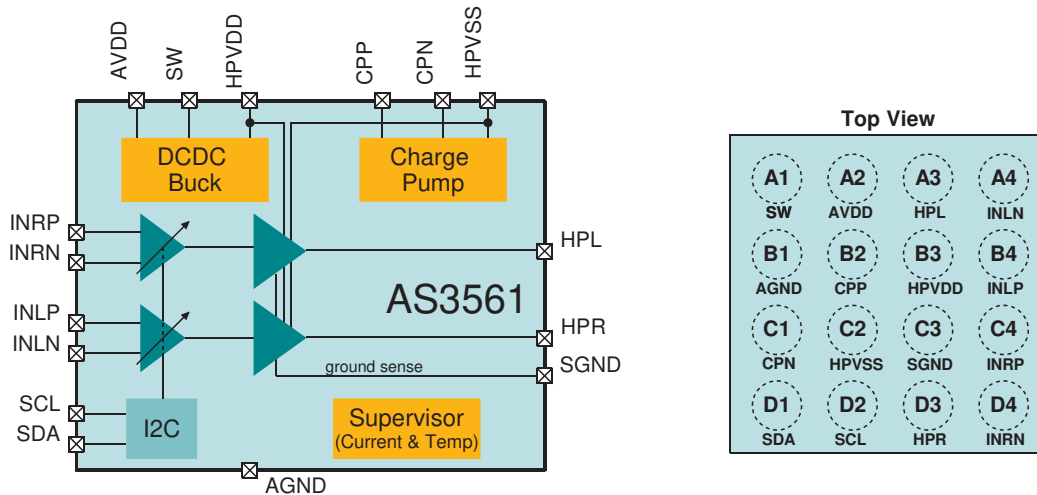 AVDD
SW
HPVDD
CPP
CPN
HPVSS
DCDC
Buck
Charge
Pump
INRP
INRN
INLP
INLN
SCL
SDA
I2C
AS3561
ground sense
Supervisor
(Current & Temp)
HPL
HPR
SGND
AGND
Top View
A1 A2 A3 A4
SW AVDD HPL INLN
B1 B2 B3 B4
AGND CPP HPVDD INLP
C1 C2 C3 C4
CPN HPVSS SGND INRP
D1 D2 D3 D4
SDA SCL HPR INRN